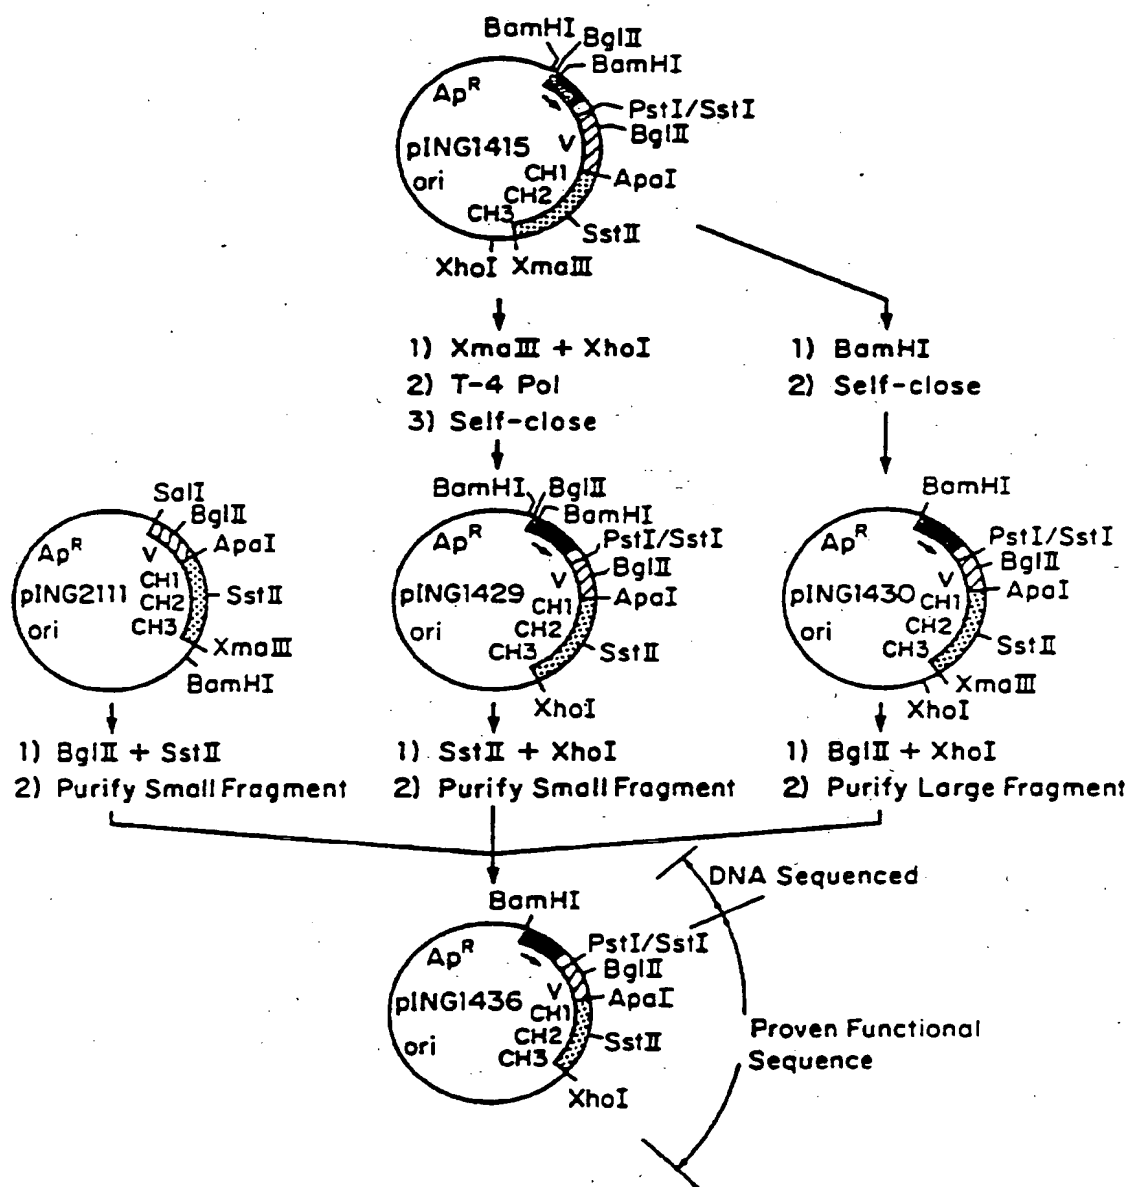 BamHI
BglII
BamHI
Ap^R
PstI/SstI
BglII
pING1415
V
ori
CH1
ApaI
CH2
CH3
SstII
XhoI XmaIII
1) XmaIII + XhoI
2) T-4 Pol
3) Self-close
1) BamHI
2) Self-close
SalI
BglII
Ap^R
ApaI
V
pING2111
CH1
CH2
SstII
ori
CH3
XmaIII
BamHI
BamHI
BglII
BamHI
Ap^R
PstI/SstI
BglII
V
pING1429
CH1
ApaI
ori
CH2
CH3
SstII
XhoI
BamHI
Ap^R
PstI/SstI
BglII
V
ApaI
pING1430
CH1
ori
CH2
CH3
SstII
XmaIII
XhoI
1) BglII + SstII
2) Purify Small Fragment
1) SstII + XhoI
2) Purify Small Fragment
1) BglII + XhoI
2) Purify Large Fragment
DNA Sequenced
BamHI
Ap^R
PstI/SstI
BglII
V
ApaI
pING1436
CH1
ori
CH2
SstII
CH3
XhoI
Proven Functional
Sequence